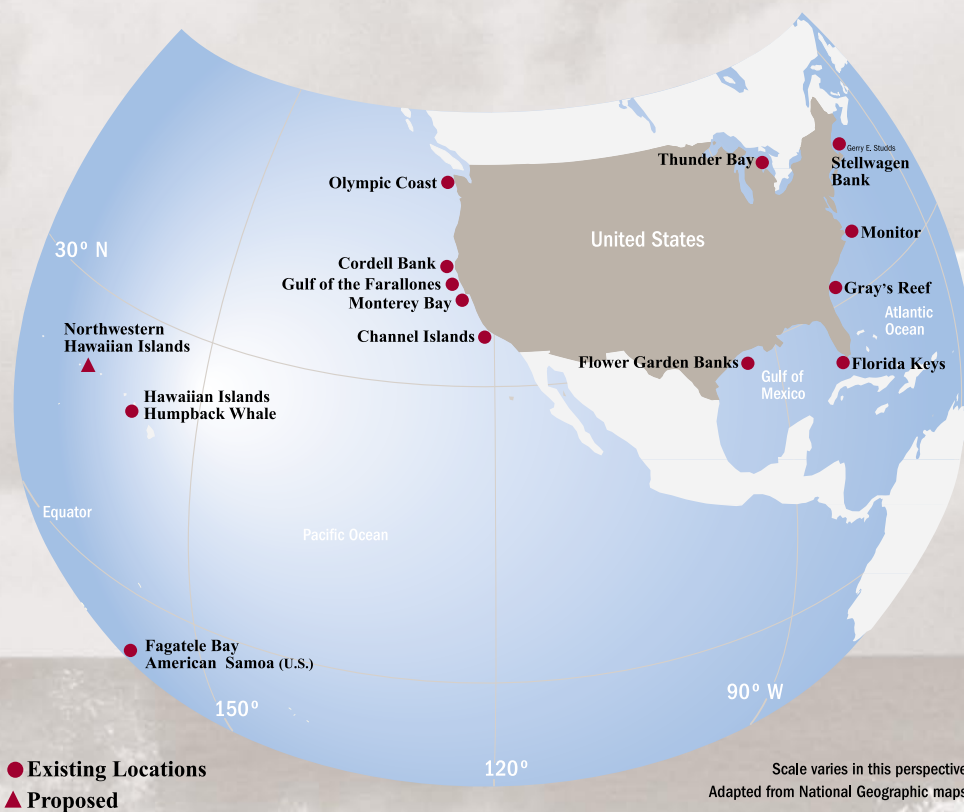 Gerry E. Studds
Stellwagen
Bank
Thunder Bay
Olympic Coast
Monitor
United States
30° N
Cordell Bank
Gulf of the Farallones
Monterey Bay
Gray's Reef
Atlantic
Ocean
Northwestern
Hawaiian Islands
Channel Islands
Flower Garden Banks
Florida Keys
Gulf of
Mexico
Hawaiian Islands
Humpback Whale
Equator
Pacific Ocean
Fagatele Bay
American Samoa (U.S.)
90° W
150°
120°
Existing Locations
Proposed
Scale varies in this perspective
Adapted from National Geographic maps